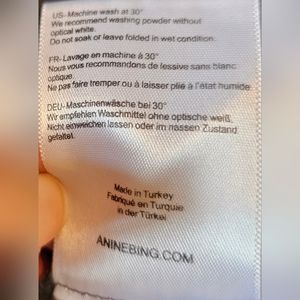 US- Machine wash at 30°
We recommend washing powder without
optical white.
Do not soak or leave folded in wet condition.
FR- Lavage en machine à 30°
Nous vous recommandons de lessive sans blanc
optique.
Ne pas faire tremper ou à laisser plié à l'état humide
DEU- Maschinenwäsche bei 30°
Wir empfehlen Waschmittel ohne optische weiß,
Nicht einweichen lassen oder im nassen Zustand
gefaltet.
Made in Turkey
Fabriqué en Turquie
in der Türkei
ANINEBING.COM